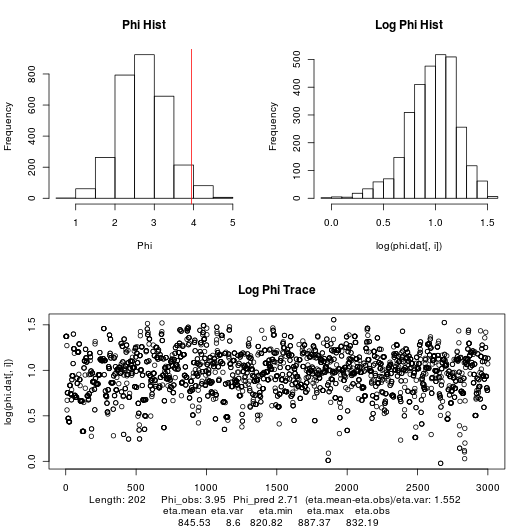 Phi Hist
Frequency
0 200 400 600 800
1 2 3 4 5
Phi
Log Phi Hist
Frequency
0 100 200 300 400 500
0.0 0.5 1.0 1.5
log(phi.dat[, i])
Log Phi Trace
log(phi.dat[, i])
0.0 0.5 1.0 1.5
0 500 1000 1500 2000 2500 3000
Length: 202 Phi_obs: 3.95 Phi_pred 2.71 (eta.mean-eta.obs)/eta.var: 1.552
eta.mean eta.var eta.min eta.max eta.obs
845.53 8.6 820.82 887.37 832.19